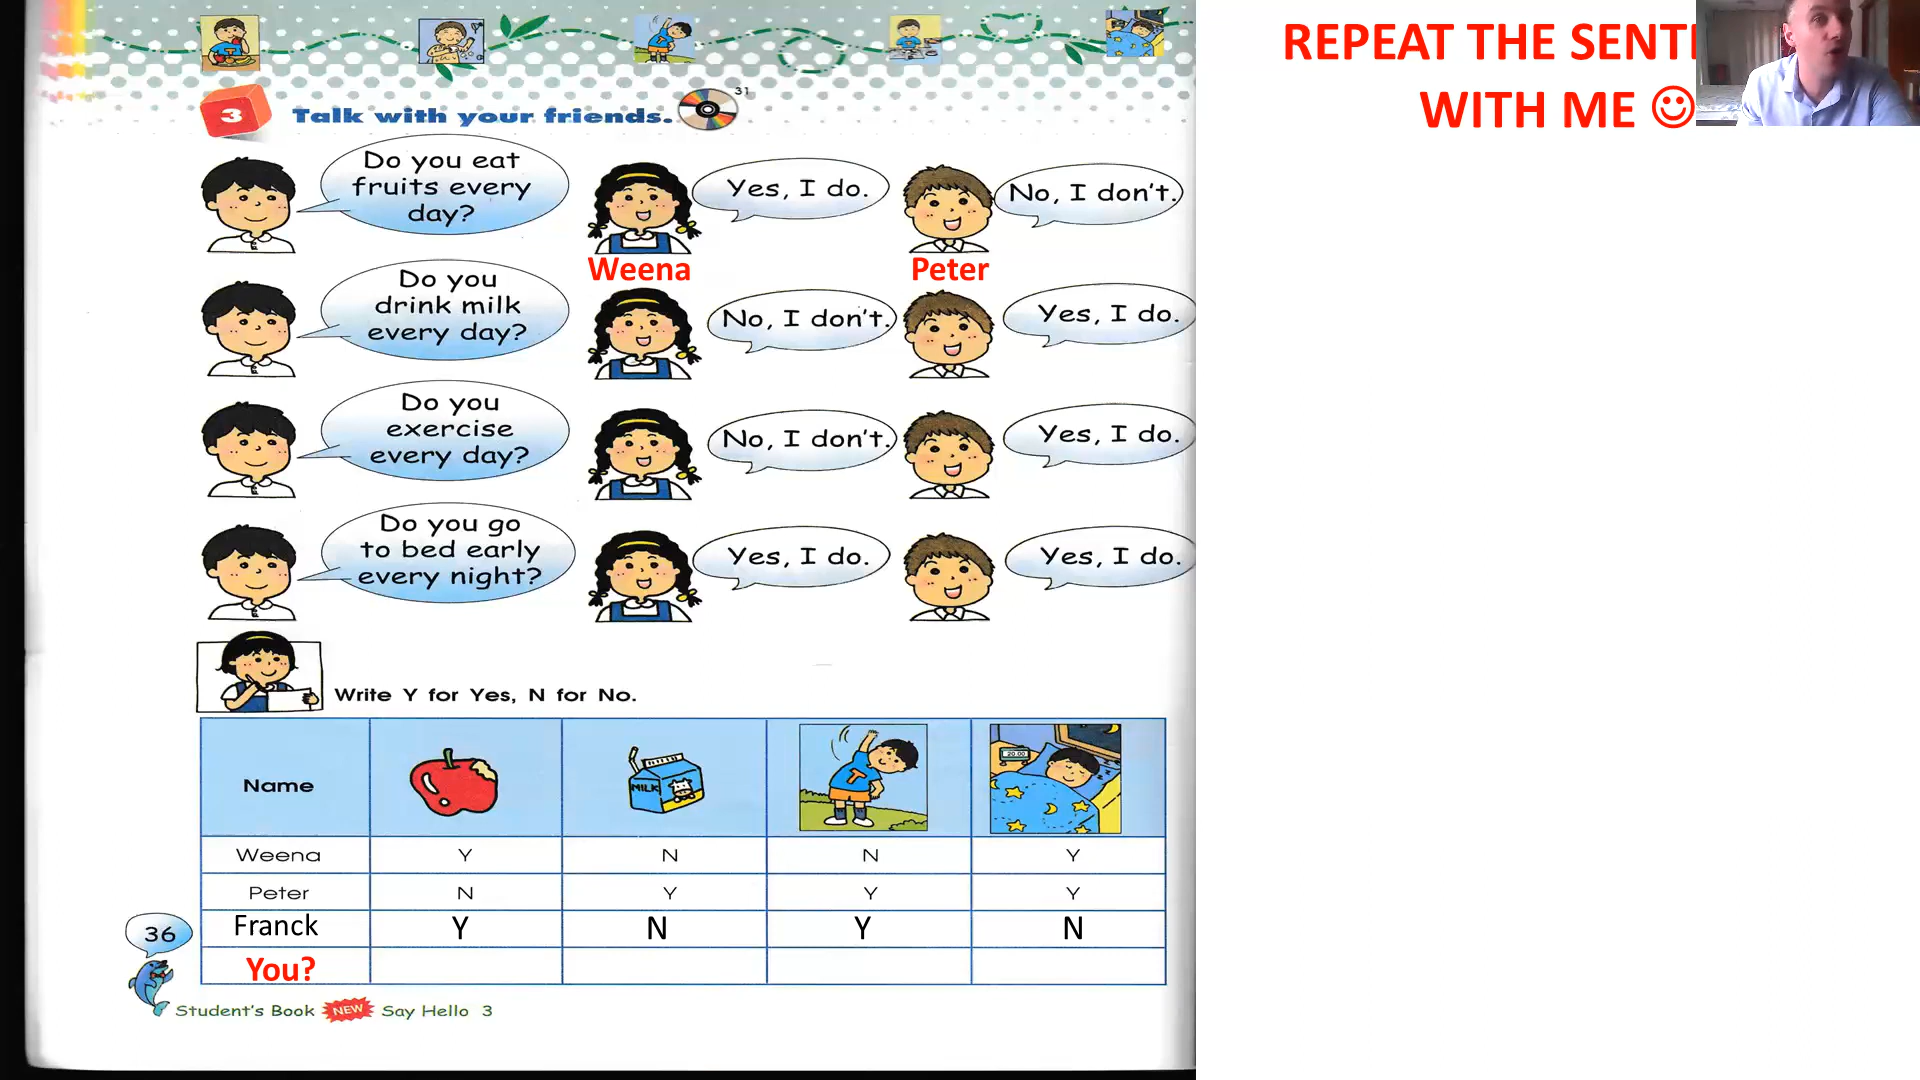 REPEAT THE
WITH ME
31
3 Talk with your friends.
Do you eat
fruits every
day?
Yes, I do.
No, I don't.
Weena
Peter
Do you
drink milk
every day?
No, I don't.
Yes, I do.
Do you
exercise
every day?
No, I don't.
Yes, I do.
Do you go
to bed early
every night?
Yes, I do.
Yes, I do.
Write Y for Yes, N for No.
Name
MILK
T
20:00
Weena Y N N Y
Peter N Y Y Y
Franck Y N Y N
You?
36
Student's Book NEW Say Hello 3